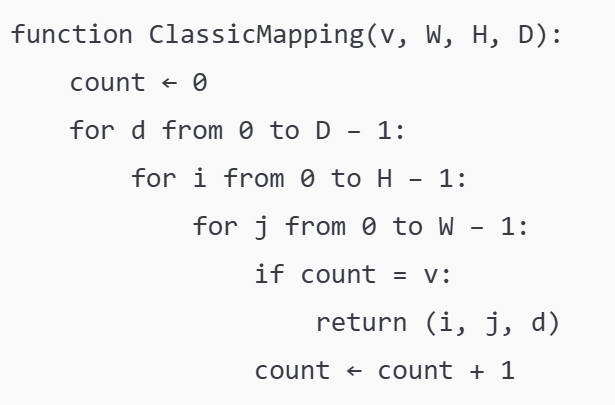 function ClassicMapping(v, W, H, D):
    count ← 0
    for d from 0 to D – 1:
        for i from 0 to H – 1:
            for j from 0 to W – 1:
                if count = v:
                    return (i, j, d)
                count ← count + 1